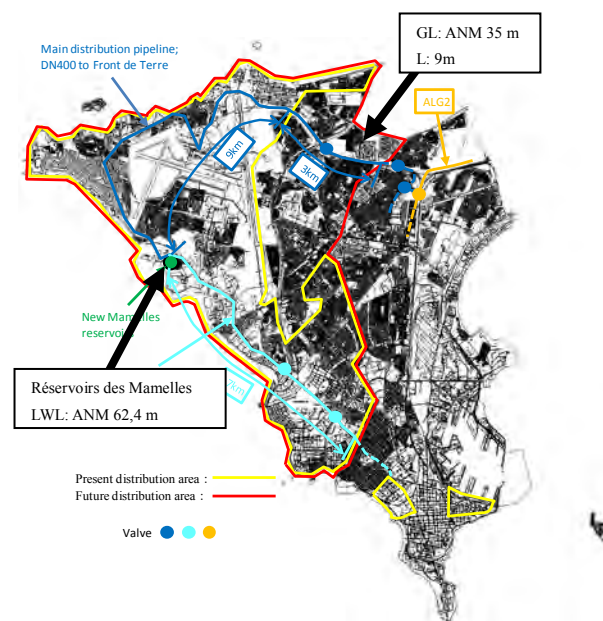 GL: ANM 35 m
L: 9m
Main distribution pipeline;
DN400 to Front de Terre
ALG2
9km
3km
New Mamelles
reservoirs
Réservoirs des Mamelles
LWL: ANM 62,4 m
7km
Present distribution area :
Future distribution area :
Valve